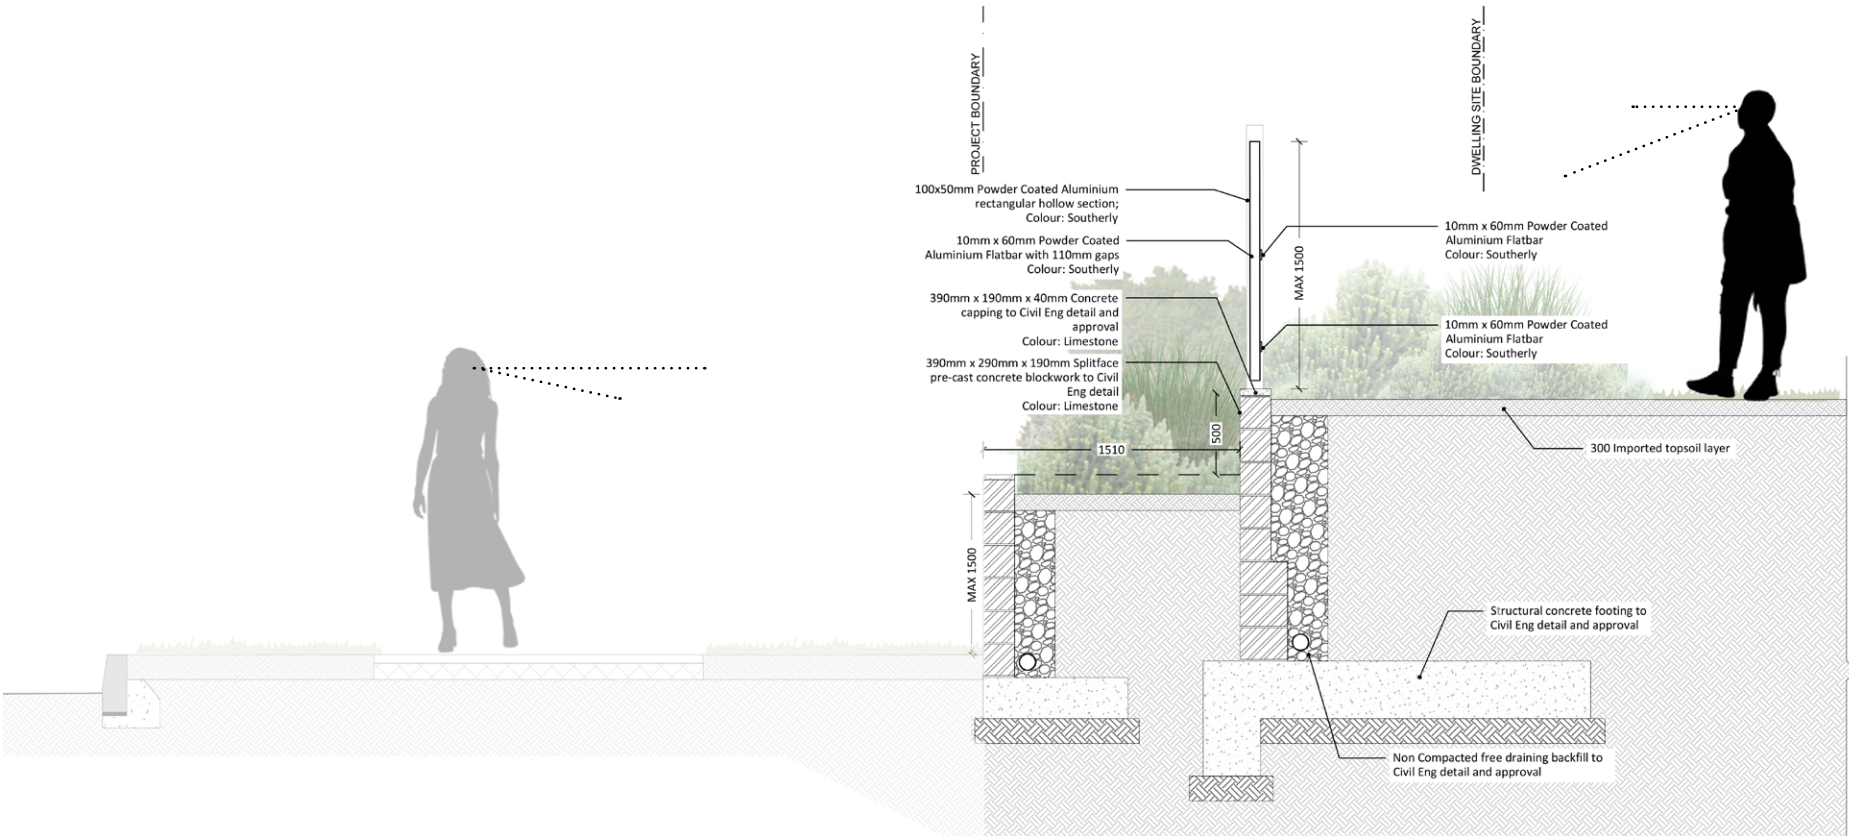 PROJECT BOUNDARY
DWELLING SITE BOUNDARY
100x50mm Powder Coated Aluminium
rectangular hollow section;
Colour: Southerly
10mm x 60mm Powder Coated
Aluminium Flatbar with 110mm gaps
Colour: Southerly
390mm x 190mm x 40mm Concrete
capping to Civil Eng detail and
approval
Colour: Limestone
390mm x 290mm x 190mm Splitface
pre-cast concrete blockwork to Civil
Eng detail
Colour: Limestone
MAX 1500
10mm x 60mm Powder Coated
Aluminium Flatbar
Colour: Southerly
10mm x 60mm Powder Coated
Aluminium Flatbar
Colour: Southerly
500
1510
300 Imported topsoil layer
MAX 1500
Structural concrete footing to
Civil Eng detail and approval
Non Compacted free draining backfill to
Civil Eng detail and approval